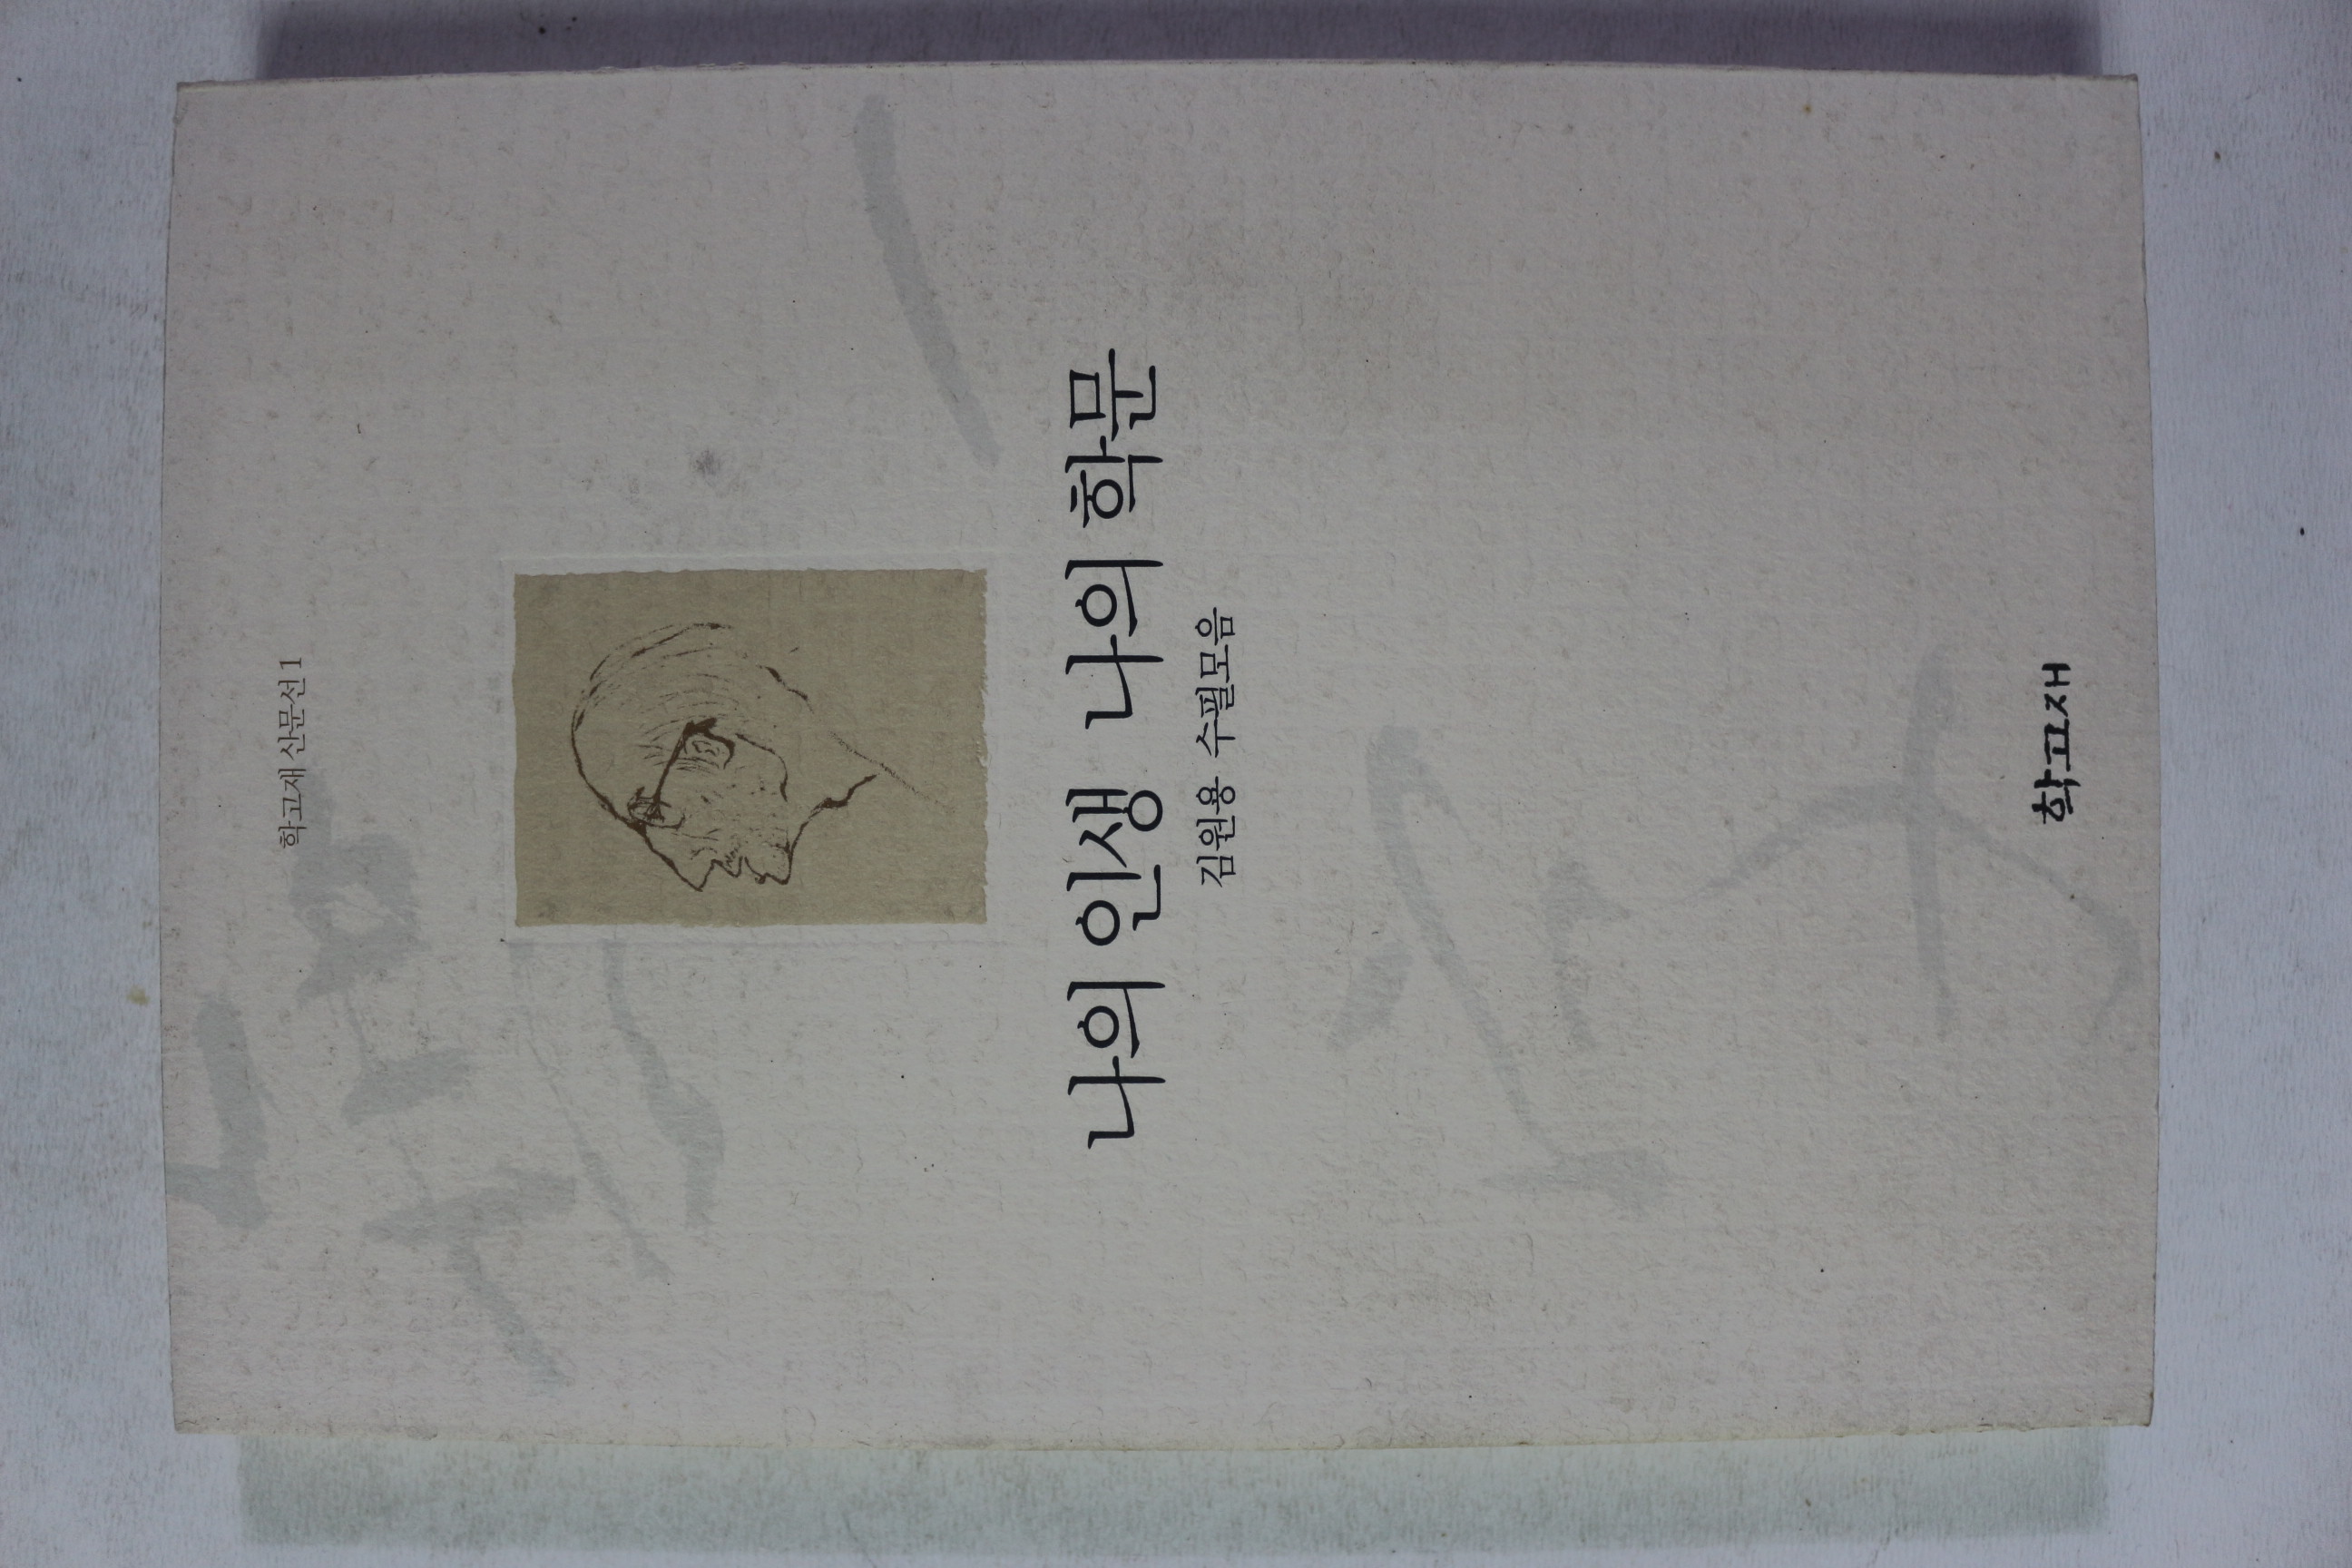 학고재 산문선 1
나의 인생 나의 학문
김원용 수필모음
학고재